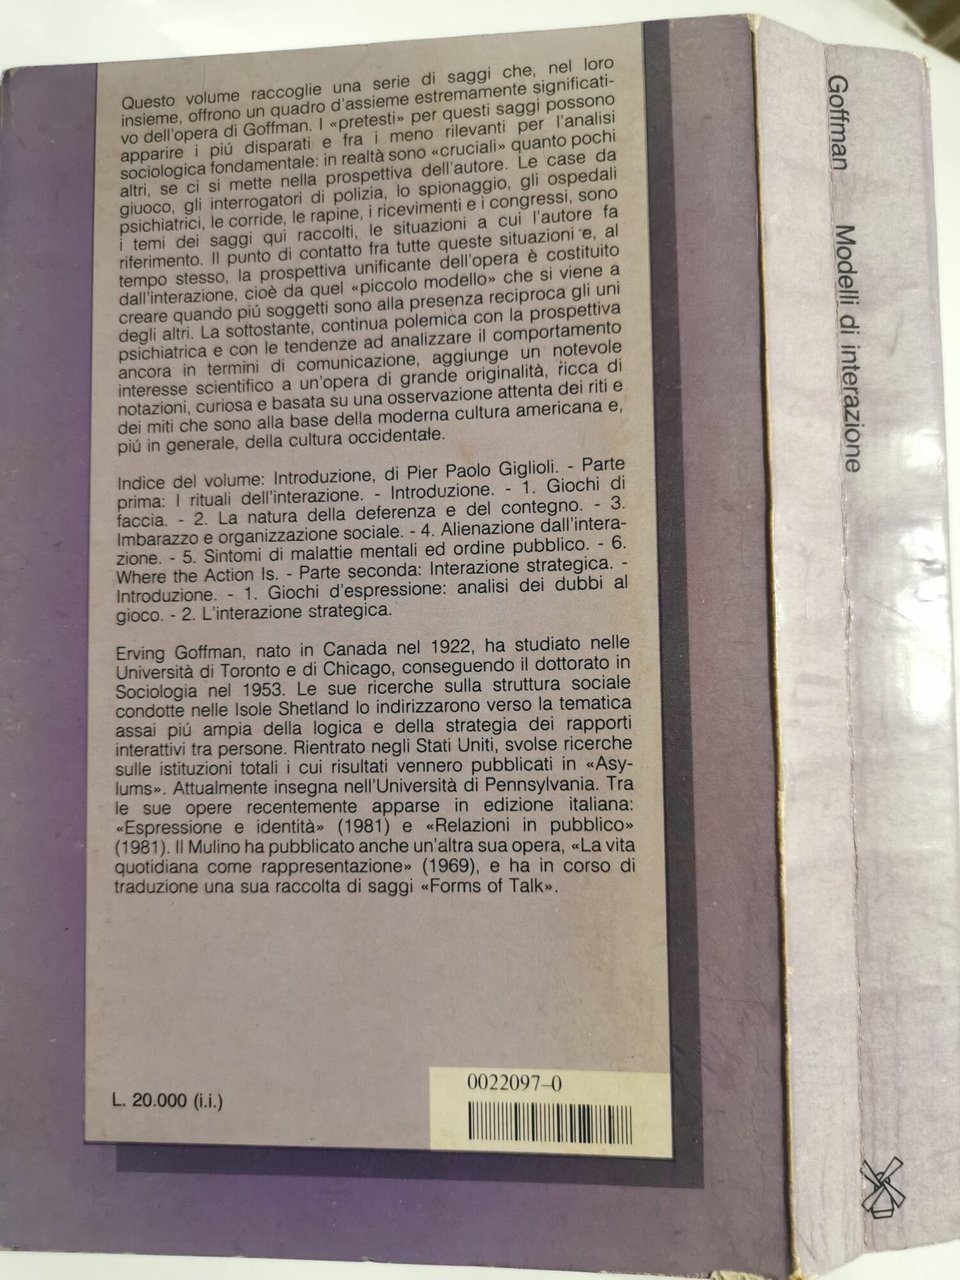 Questo volume raccoglie una serie di saggi che, nel loro
insieme, offrono un quadro d'assieme estremamente significati-
vo dell'opera di Goffman. I «pretesti» per questi saggi possono
apparire i piú disparati e fra i meno rilevanti per l'analisi
sociologica fondamentale: in realtà sono «cruciali» quanto pochi
altri, se ci si mette nella prospettiva dell'autore. Le case da
giuoco, gli interrogatori di polizia, lo spionaggio, gli ospedali
psichiatrici, le corride, le rapine, i ricevimenti e i congressi, sono
i temi dei saggi qui raccolti, le situazioni a cui l'autore fa
riferimento. Il punto di contatto fra tutte queste situazioni e, al
tempo stesso, la prospettiva unificante dell'opera è costituito
dall'interazione, cioè da quel «piccolo modello» che si viene a
creare quando piú soggetti sono alla presenza reciproca gli uni
degli altri. La sottostante, continua polemica con la prospettiva
psichiatrica e con le tendenze ad analizzare il comportamento
ancora in termini di comunicazione, aggiunge un notevole
interesse scientifico a un'opera di grande originalità, ricca di
notazioni, curiosa e basata su una osservazione attenta dei riti e
dei miti che sono alla base della moderna cultura americana e,
piú in generale, della cultura occidentale.
Indice del volume: Introduzione, di Pier Paolo Giglioli. - Parte
prima: I rituali dell'interazione. - Introduzione. - 1. Giochi di
faccia. - 2. La natura della deferenza e del contegno. - 3.
Imbarazzo e organizzazione sociale. - 4. Alienazione dall'intera-
zione. - 5. Sintomi di malattie mentali ed ordine pubblico. - 6.
Where the Action Is. - Parte seconda: Interazione strategica. -
Introduzione. - 1. Giochi d'espressione: analisi dei dubbi al
gioco. - 2. L'interazione strategica.
Erving Goffman, nato in Canada nel 1922, ha studiato nelle
Università di Toronto e di Chicago, conseguendo il dottorato in
Sociologia nel 1953. Le sue ricerche sulla struttura sociale
condotte nelle Isole Shetland lo indirizzarono verso la tematica
assai piú ampia della logica e della strategia dei rapporti
interattivi tra persone. Rientrato negli Stati Uniti, svolse ricerche
sulle istituzioni totali i cui risultati vennero pubblicati in «Asy-
lums». Attualmente insegna nell'Università di Pennsylvania. Tra
le sue opere recentemente apparse in edizione italiana:
«Espressione e identità» (1981) e «Relazioni in pubblico»
(1981). Il Mulino ha pubblicato anche un'altra sua opera, «La vita
quotidiana come rappresentazione» (1969), e ha in corso di
traduzione una sua raccolta di saggi «Forms of Talk».
L. 20.000 (i.i.)
0022097-0
Goffman Modelli di interazione